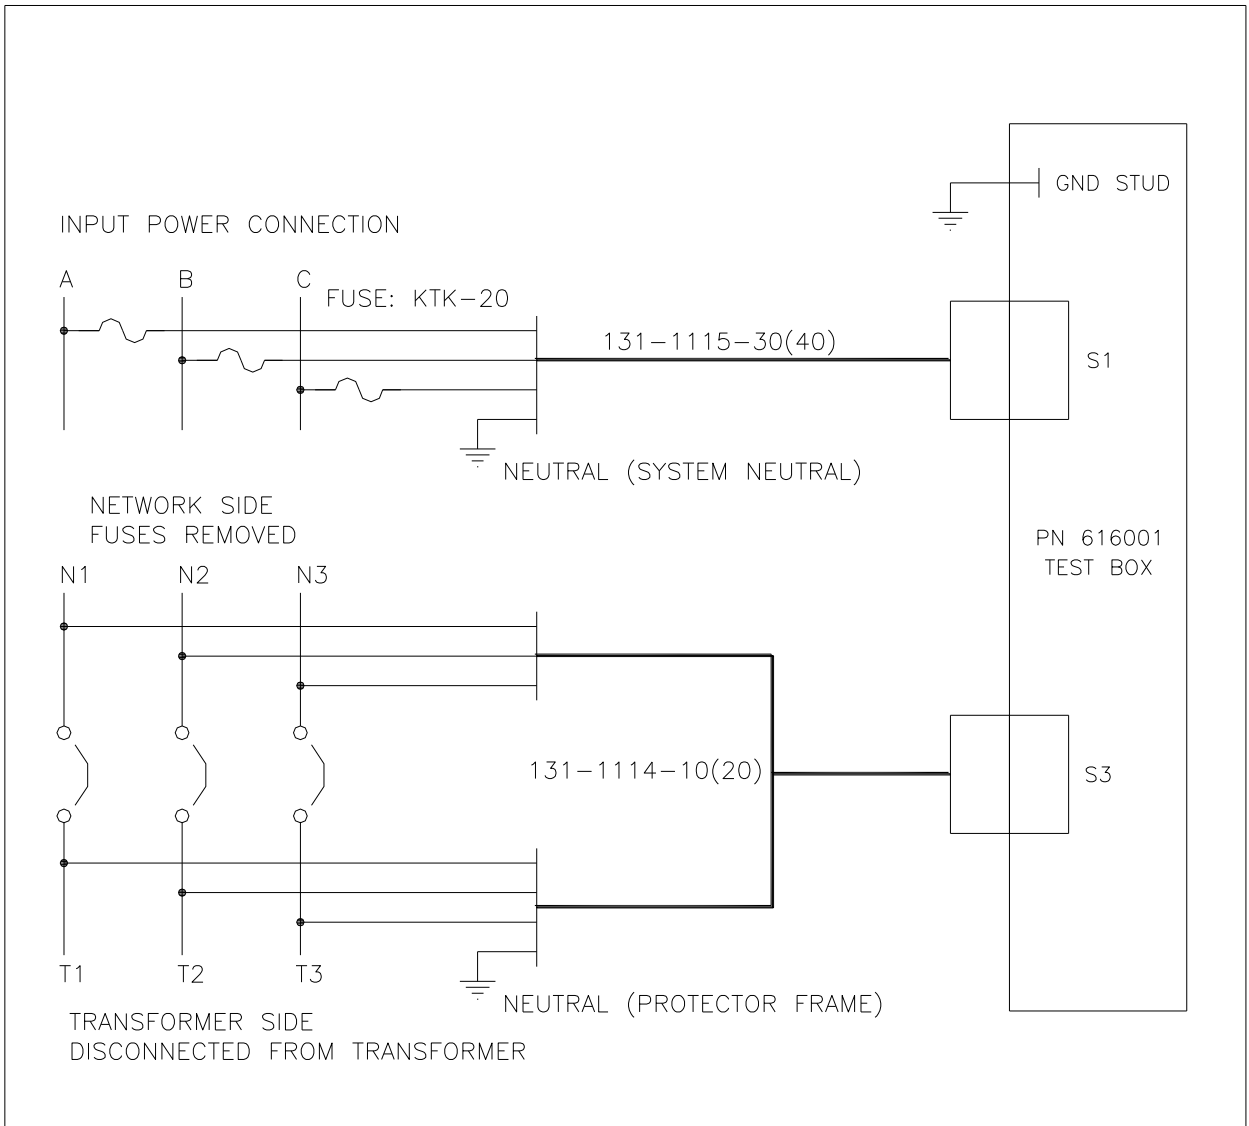 GND STUD
INPUT POWER CONNECTION
A B C
FUSE: KTK-20
131-1115-30(40)
S1
NEUTRAL (SYSTEM NEUTRAL)
NETWORK SIDE
FUSES REMOVED
PN 616001
TEST BOX
N1 N2 N3
131-1114-10(20)
S3
T1 T2 T3
NEUTRAL (PROTECTOR FRAME)
TRANSFORMER SIDE
DISCONNECTED FROM TRANSFORMER